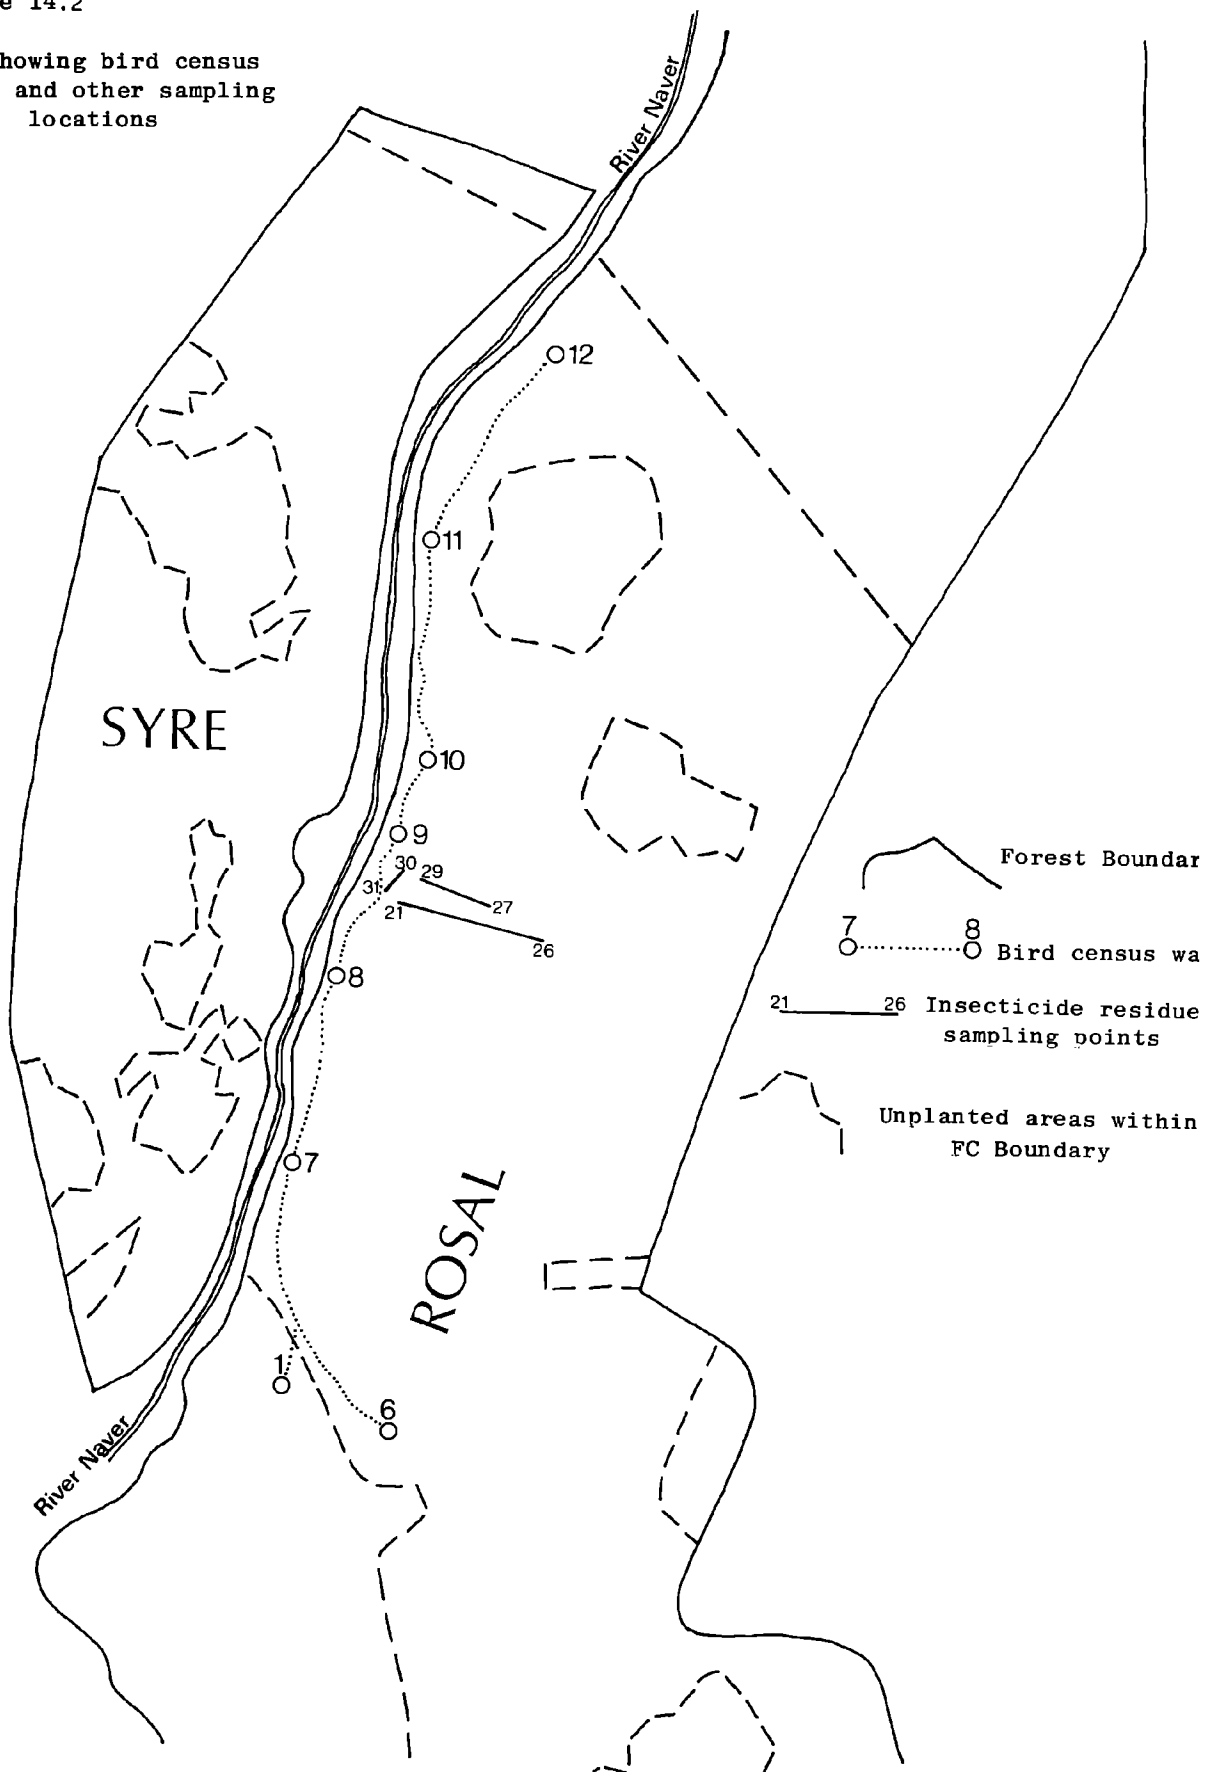 e 14.2
howing bird census
and other sampling
locations
River Naver
12
11
SYRE
10
9
30
29
31
21
27
26
8
7
ROSAL
1
6
River Naver
Forest Boundar
7 8
Bird census wa
21 26 Insecticide residue
sampling points
Unplanted areas within
FC Boundary